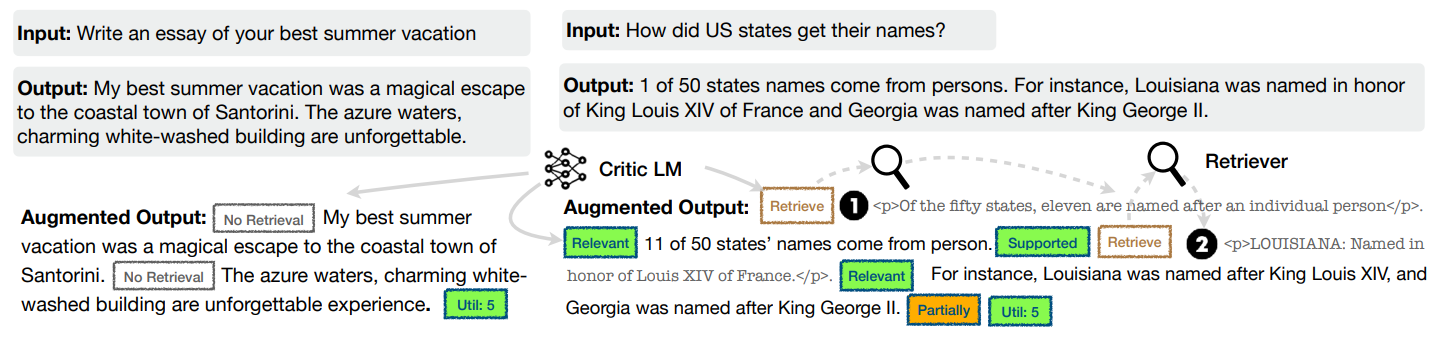 Input: Write an essay of your best summer vacation
Output: My best summer vacation was a magical escape
to the coastal town of Santorini. The azure waters,
charming white-washed building are unforgettable.
Augmented Output: No Retrieval My best summer
vacation was a magical escape to the coastal town of
Santorini. No Retrieval The azure waters, charming white-
washed building are unforgettable experience. Util: 5
Input: How did US states get their names?
Output: 1 of 50 states names come from persons. For instance, Louisiana was named in honor
of King Louis XIV of France and Georgia was named after King George II.
Critic LM
Retriever
Augmented Output: Retrieve 1 <p>Of the fifty states, eleven are named after an individual person</p>.
Relevant 11 of 50 states' names come from person. Supported Retrieve 2 <p>LOUISIANA: Named in
honor of Louis XIV of France.</p>. Relevant For instance, Louisiana was named after King Louis XIV, and
Georgia was named after King George II. Partially Util: 5